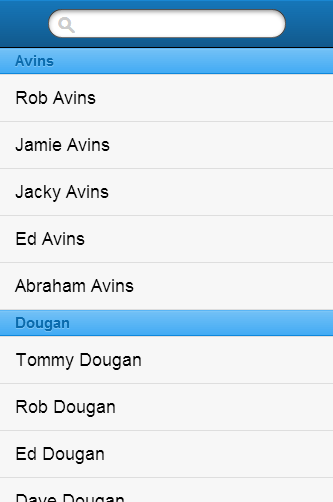 Avins
Rob Avins
Jamie Avins
Jacky Avins
Ed Avins
Abraham Avins
Dougan
Tommy Dougan
Rob Dougan
Ed Dougan
Dave Dougan